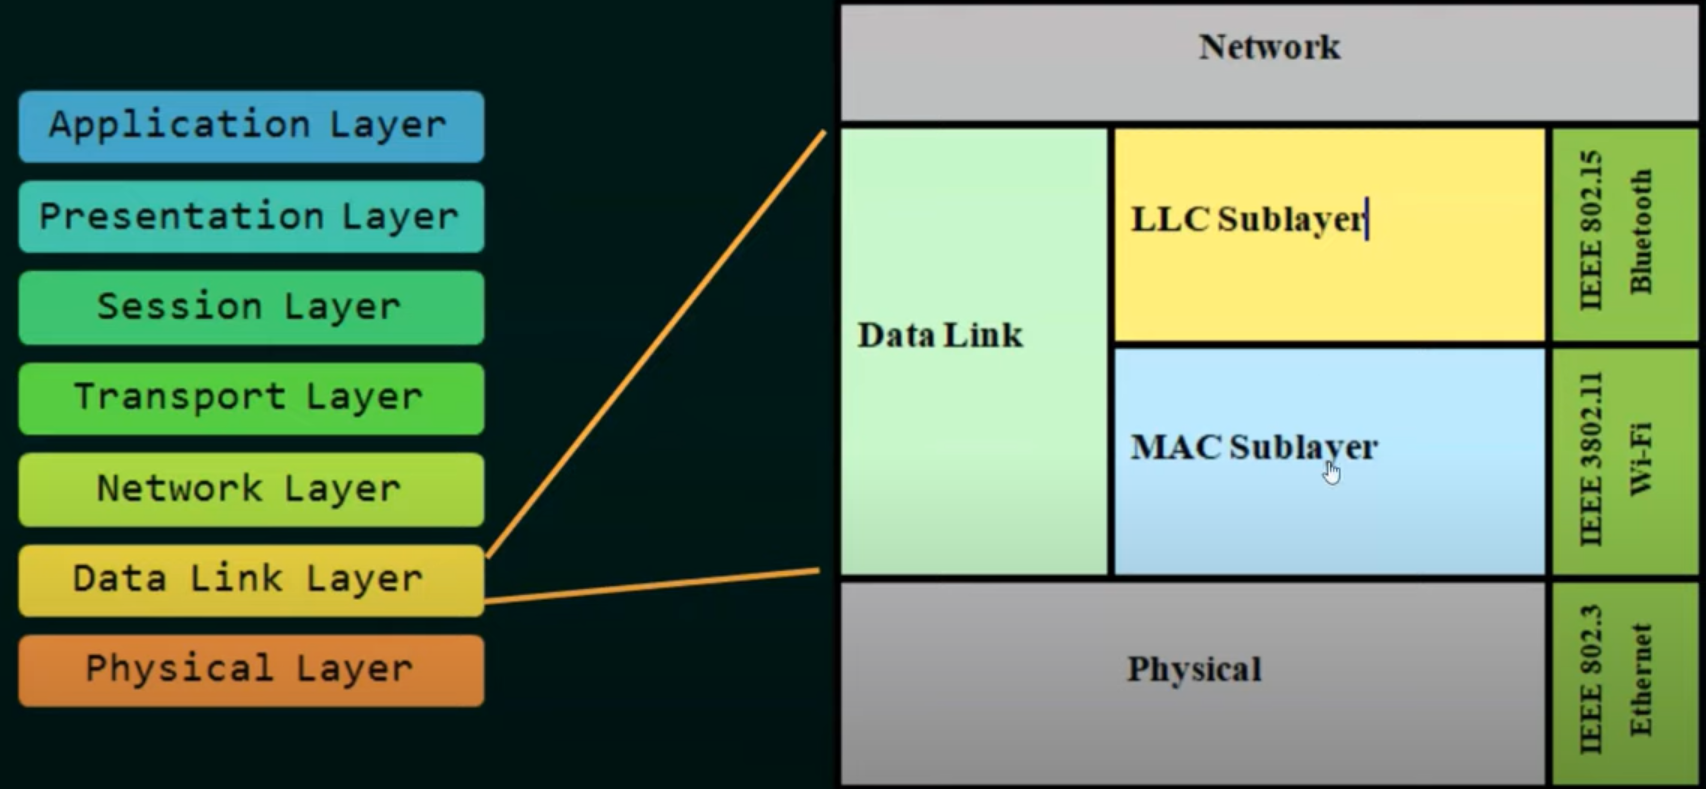 Application Layer
Presentation Layer
Session Layer
Transport Layer
Network Layer
Data Link Layer
Physical Layer
Network
Data Link
LLC Sublayer
MAC Sublayer
Physical
IEEE 802.15
Bluetooth
IEEE 3802.11
Wi-Fi
IEEE 802.3
Ethernet